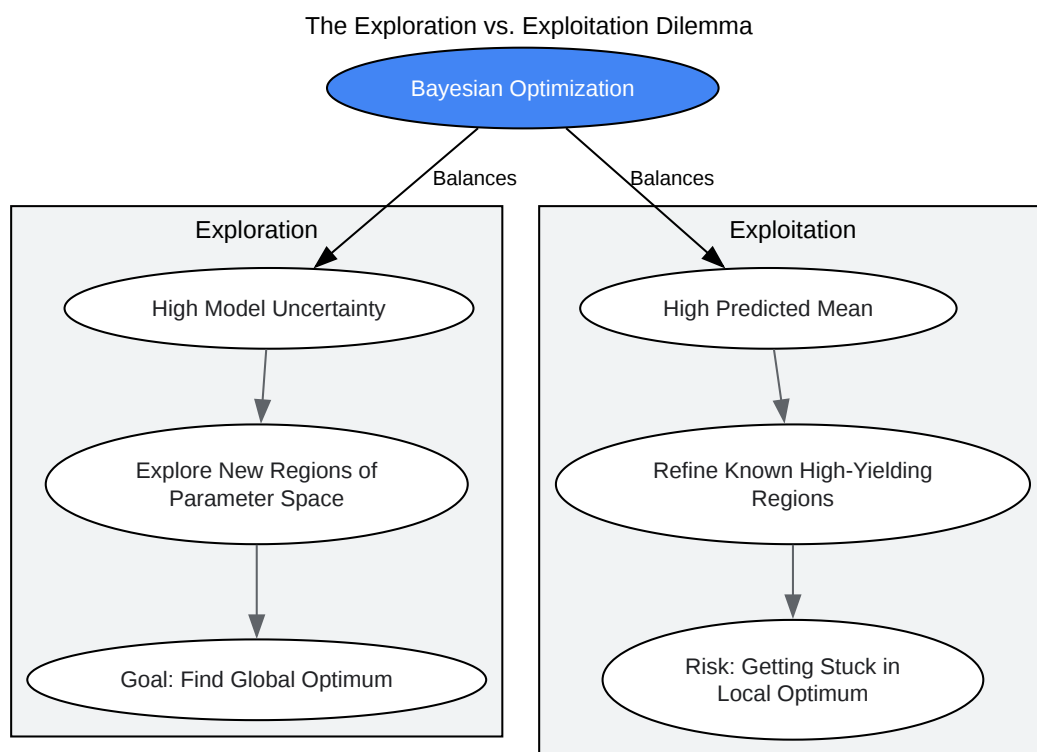 The Exploration vs. Exploitation Dilemma
Bayesian Optimization
Balances
Balances
Exploration
High Model Uncertainty
Explore New Regions of
Parameter Space
Goal: Find Global Optimum
Exploitation
High Predicted Mean
Refine Known High-Yielding
Regions
Risk: Getting Stuck in
Local Optimum